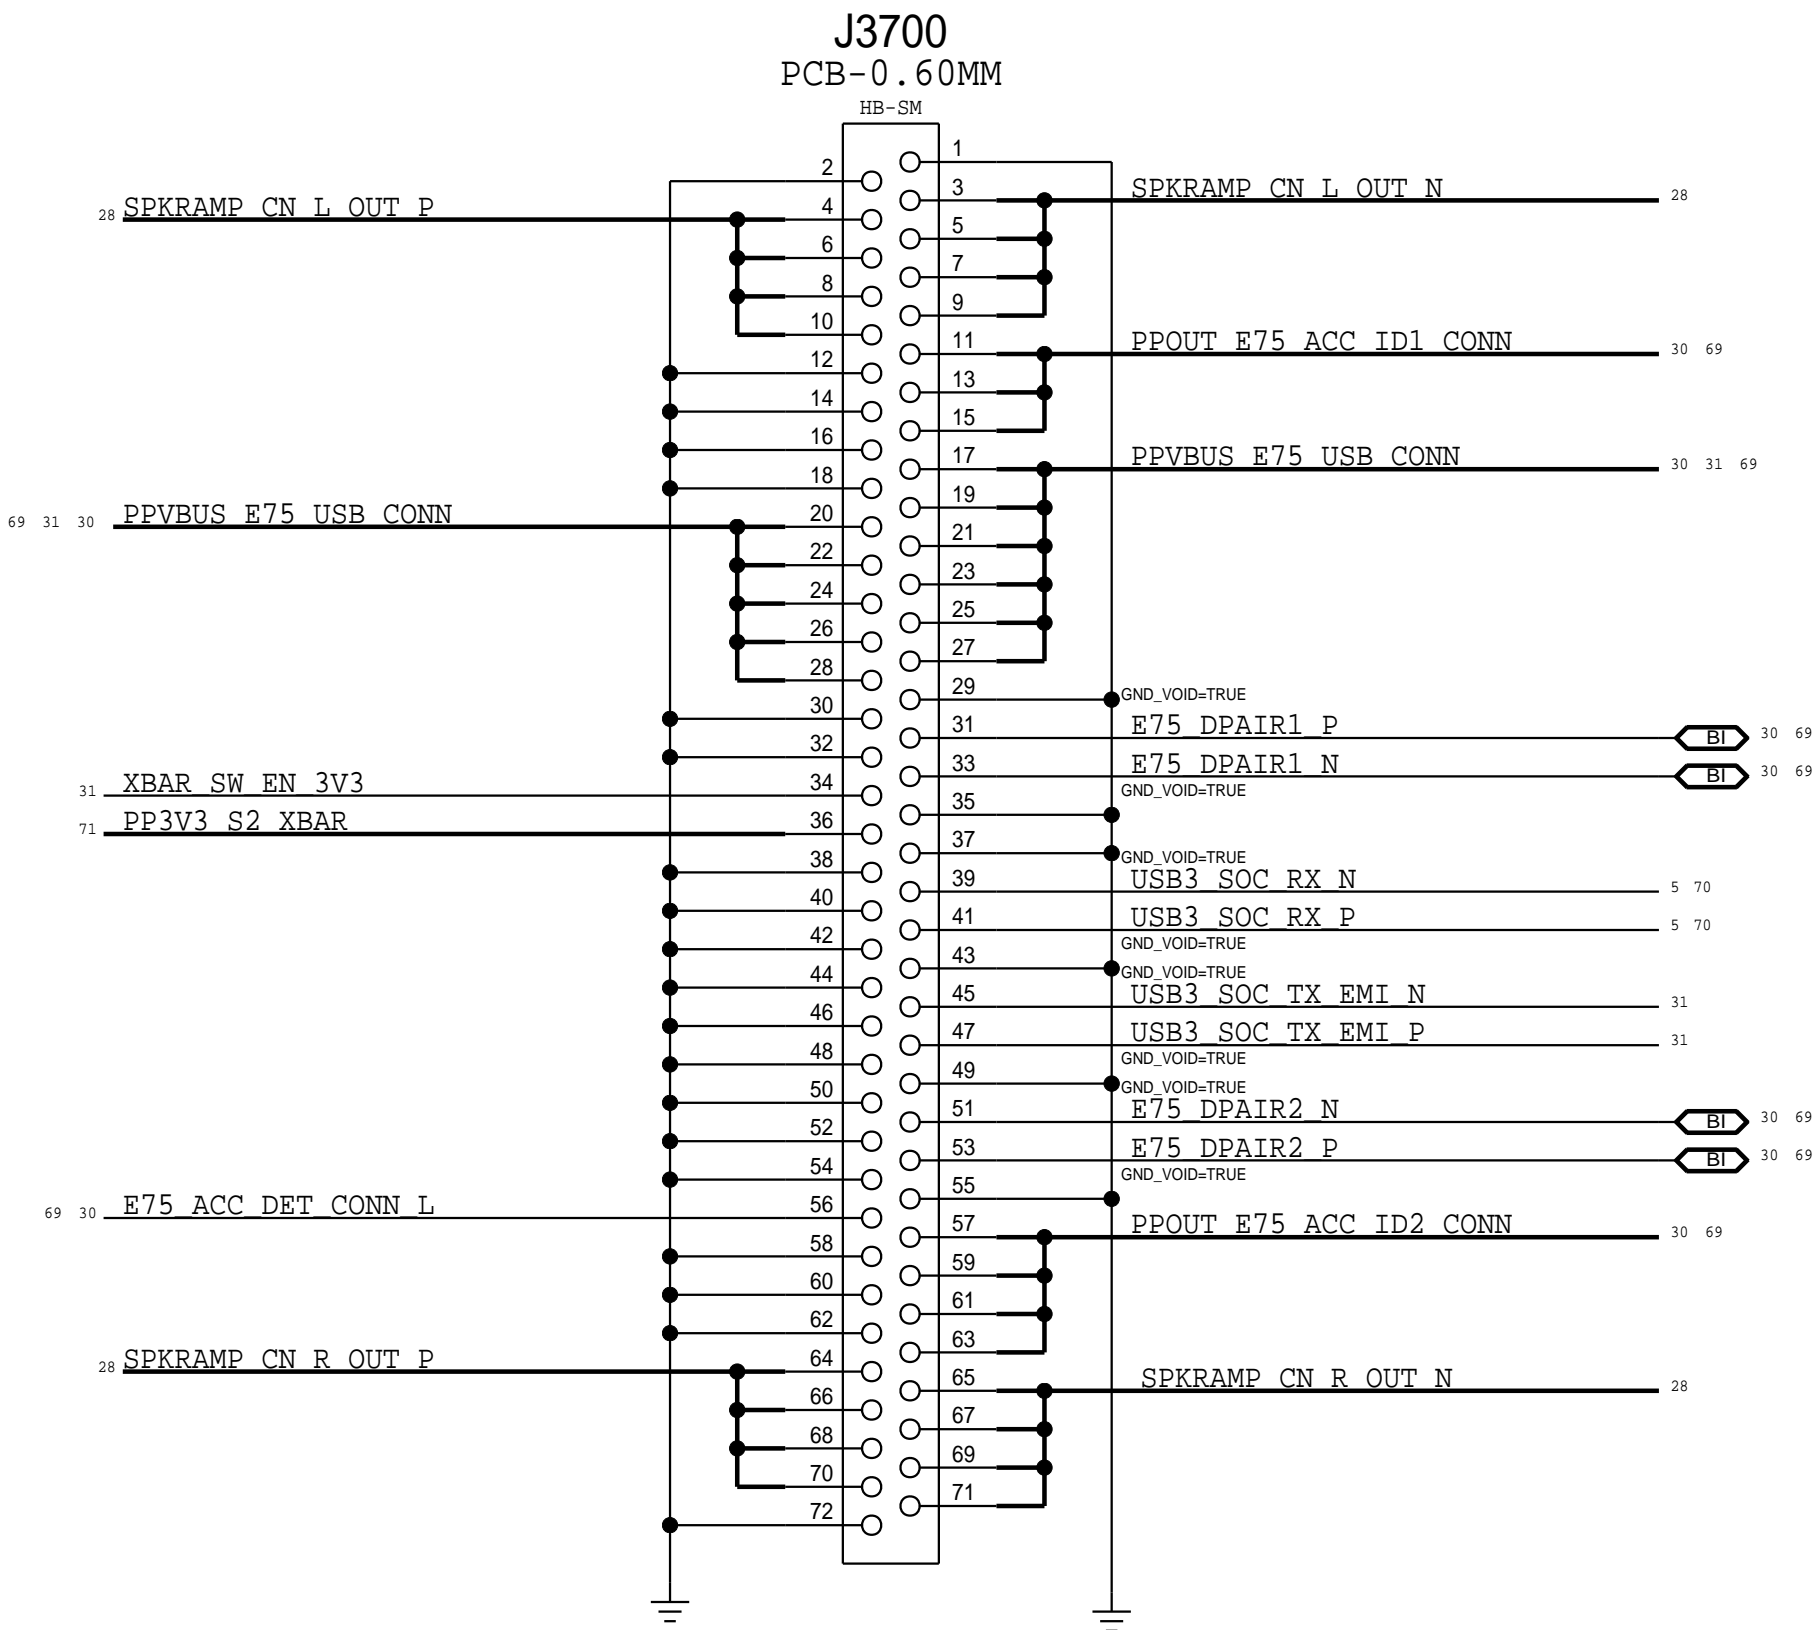 J3700
PCB-0.60MM
HB-SM
1
2
3 SPKRAMP_CN_L_OUT_N 28
28 SPKRAMP_CN_L_OUT_P 4
5
6
7
8
9
10
11 PPOUT_E75_ACC_ID1_CONN 30 69
12
13
14
15
16
17 PPVBUS_E75_USB_CONN 30 31 69
18
19
69 31 30 PPVBUS_E75_USB_CONN 20
21
22
23
24
25
26
27
28
29 GND_VOID=TRUE
30
31 E75_DPAIR1_P BI 30 69
32
33 E75_DPAIR1_N BI 30 69
31 XBAR_SW_EN_3V3 34 GND_VOID=TRUE
35
71 PP3V3_S2_XBAR 36
37 GND_VOID=TRUE
38
39 USB3_SOC_RX_N 5 70
40
41 USB3_SOC_RX_P 5 70
42 GND_VOID=TRUE
43 GND_VOID=TRUE
44
45 USB3_SOC_TX_EMI_N 31
46
47 USB3_SOC_TX_EMI_P 31
48 GND_VOID=TRUE
49 GND_VOID=TRUE
50
51 E75_DPAIR2_N BI 30 69
52
53 E75_DPAIR2_P BI 30 69
54 GND_VOID=TRUE
55
69 30 E75_ACC_DET_CONN_L 56
57 PPOUT_E75_ACC_ID2_CONN 30 69
58
59
60
61
62
63
28 SPKRAMP_CN_R_OUT_P 64
65 SPKRAMP_CN_R_OUT_N 28
66
67
68
69
70
71
72